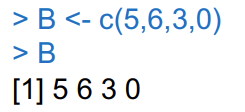 > B <- c(5,6,3,0)
> B
[1] 5 6 3 0